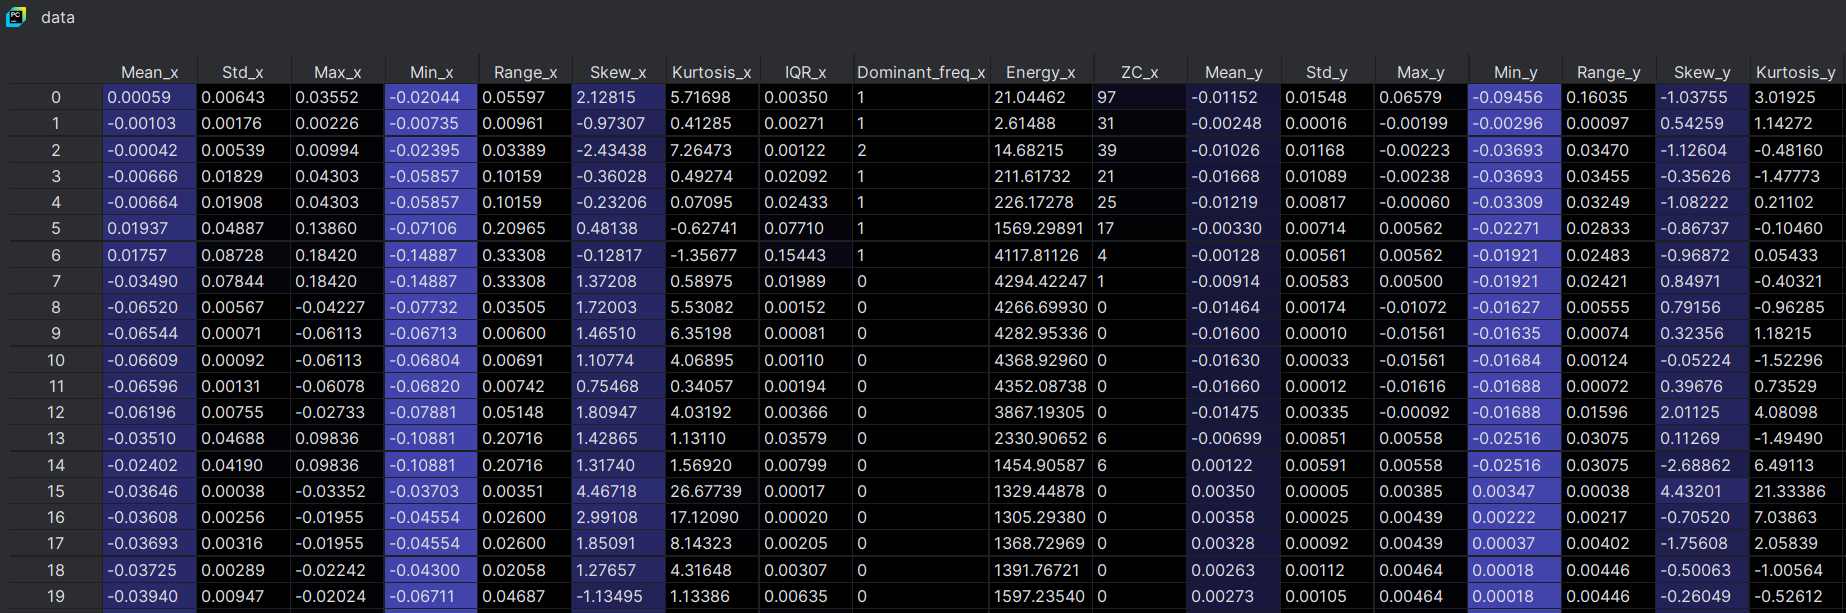 PC data
Mean_x Std_x Max_x Min_x Range_x Skew_x Kurtosis_x IQR_x Dominant_freq_x Energy_x ZC_x Mean_y Std_y Max_y Min_y Range_y Skew_y Kurtosis_y
0 0.00059 0.00643 0.03552 -0.02044 0.05597 2.12815 5.71698 0.00350 1 21.04462 97 -0.01152 0.01548 0.06579 -0.09456 0.16035 -1.03755 3.01925
1 -0.00103 0.00176 0.00226 -0.00735 0.00961 -0.97307 0.41285 0.00271 1 2.61488 31 -0.00248 0.00016 -0.00199 -0.00296 0.00097 0.54259 1.14272
2 -0.00042 0.00539 0.00994 -0.02395 0.03389 -2.43438 7.26473 0.00122 2 14.68215 39 -0.01026 0.01168 -0.00223 -0.03693 0.03470 -1.12604 -0.48160
3 -0.00666 0.01829 0.04303 -0.05857 0.10159 -0.36028 0.49274 0.02092 1 211.61732 21 -0.01668 0.01089 -0.00238 -0.03693 0.03455 -0.35626 -1.47773
4 -0.00664 0.01908 0.04303 -0.05857 0.10159 -0.23206 0.07095 0.02433 1 226.17278 25 -0.01219 0.00817 -0.00060 -0.03309 0.03249 -1.08222 0.21102
5 0.01937 0.04887 0.13860 -0.07106 0.20965 0.48138 -0.62741 0.07710 1 1569.29891 17 -0.00330 0.00714 0.00562 -0.02271 0.02833 -0.86737 -0.10460
6 0.01757 0.08728 0.18420 -0.14887 0.33308 -0.12817 -1.35677 0.15443 1 4117.81126 4 -0.00128 0.00561 0.00562 -0.01921 0.02483 -0.96872 0.05433
7 -0.03490 0.07844 0.18420 -0.14887 0.33308 1.37208 0.58975 0.01989 0 4294.42247 1 -0.00914 0.00583 0.00500 -0.01921 0.02421 0.84971 -0.40321
8 -0.06520 0.00567 -0.04227 -0.07732 0.03505 1.72003 5.53082 0.00152 0 4266.69930 0 -0.01464 0.00174 -0.01072 -0.01627 0.00555 0.79156 -0.96285
9 -0.06544 0.00071 -0.06113 -0.06713 0.00600 1.46510 6.35198 0.00081 0 4282.95336 0 -0.01600 0.00010 -0.01561 -0.01635 0.00074 0.32356 1.18215
10 -0.06609 0.00092 -0.06113 -0.06804 0.00691 1.10774 4.06895 0.00110 0 4368.92960 0 -0.01630 0.00033 -0.01561 -0.01684 0.00124 -0.05224 -1.52296
11 -0.06596 0.00131 -0.06078 -0.06820 0.00742 0.75468 0.34057 0.00194 0 4352.08738 0 -0.01660 0.00012 -0.01616 -0.01688 0.00072 0.39676 0.73529
12 -0.06196 0.00755 -0.02733 -0.07881 0.05148 1.80947 4.03192 0.00366 0 3867.19305 0 -0.01475 0.00335 -0.00092 -0.01688 0.01596 2.01125 4.08098
13 -0.03510 0.04688 0.09836 -0.10881 0.20716 1.42865 1.13110 0.03579 0 2330.90652 6 -0.00699 0.00851 0.00558 -0.02516 0.03075 0.11269 -1.49490
14 -0.02402 0.04190 0.09836 -0.10881 0.20716 1.31740 1.56920 0.00799 0 1454.90587 6 0.00122 0.00591 0.00558 -0.02516 0.03075 -2.68862 6.49113
15 -0.03646 0.00038 -0.03352 -0.03703 0.00351 4.46718 26.67739 0.00017 0 1329.44878 0 0.00350 0.00005 0.00385 0.00347 0.00038 4.43201 21.33386
16 -0.03608 0.00256 -0.01955 -0.04554 0.02600 2.99108 17.12090 0.00020 0 1305.29380 0 0.00358 0.00025 0.00439 0.00222 0.00217 -0.70520 7.03863
17 -0.03693 0.00316 -0.01955 -0.04554 0.02600 1.85091 8.14323 0.00205 0 1368.72969 0 0.00328 0.00092 0.00439 0.00037 0.00402 -1.75608 2.05839
18 -0.03725 0.00289 -0.02242 -0.04300 0.02058 1.27657 4.31648 0.00307 0 1391.76721 0 0.00263 0.00112 0.00464 0.00018 0.00446 -0.50063 -1.00564
19 -0.03940 0.00947 -0.02024 -0.06711 0.04687 -1.13495 1.13386 0.00635 0 1597.23540 0 0.00273 0.00105 0.00464 0.00018 0.00446 -0.26049 -0.52612